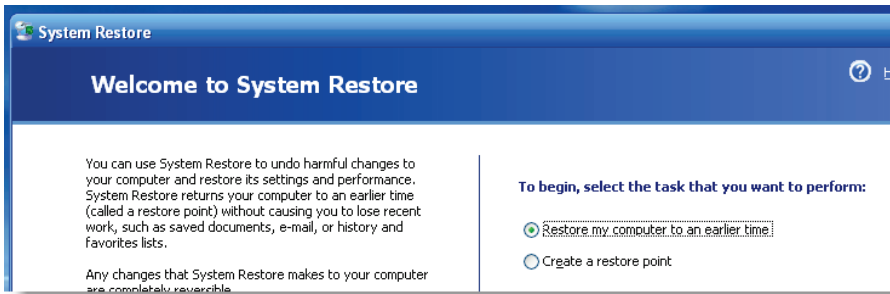 System Restore
Welcome to System Restore
You can use System Restore to undo harmful changes to
your computer and restore its settings and performance.
System Restore returns your computer to an earlier time
(called a restore point) without causing you to lose recent
work, such as saved documents, e-mail, or history and
favorites lists.
Any changes that System Restore makes to your computer
are completely reversible.
To begin, select the task that you want to perform:
Restore my computer to an earlier time
Create a restore point